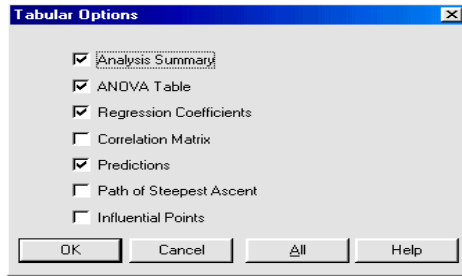 Tabular Options
Analysis Summary
ANOVA Table
Regression Coefficients
Correlation Matrix
Predictions
Path of Steepest Ascent
Influential Points
OK Cancel All Help